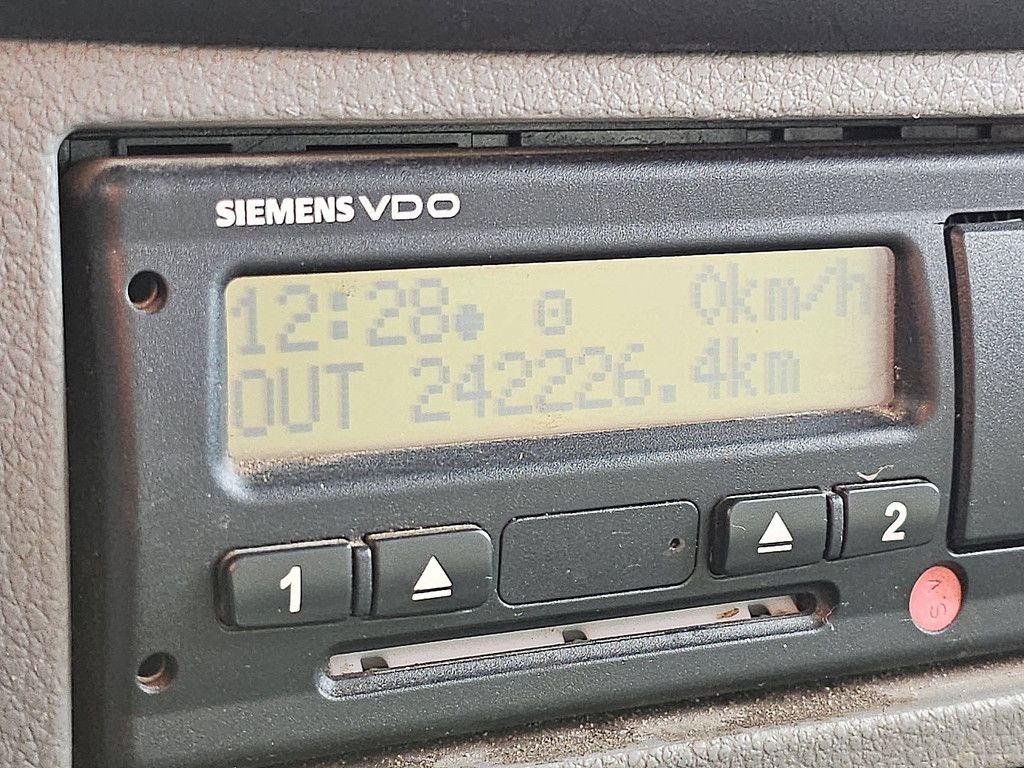 SIEMENS VDO
12:28 0km/h
OUT 242226.4km
1
2